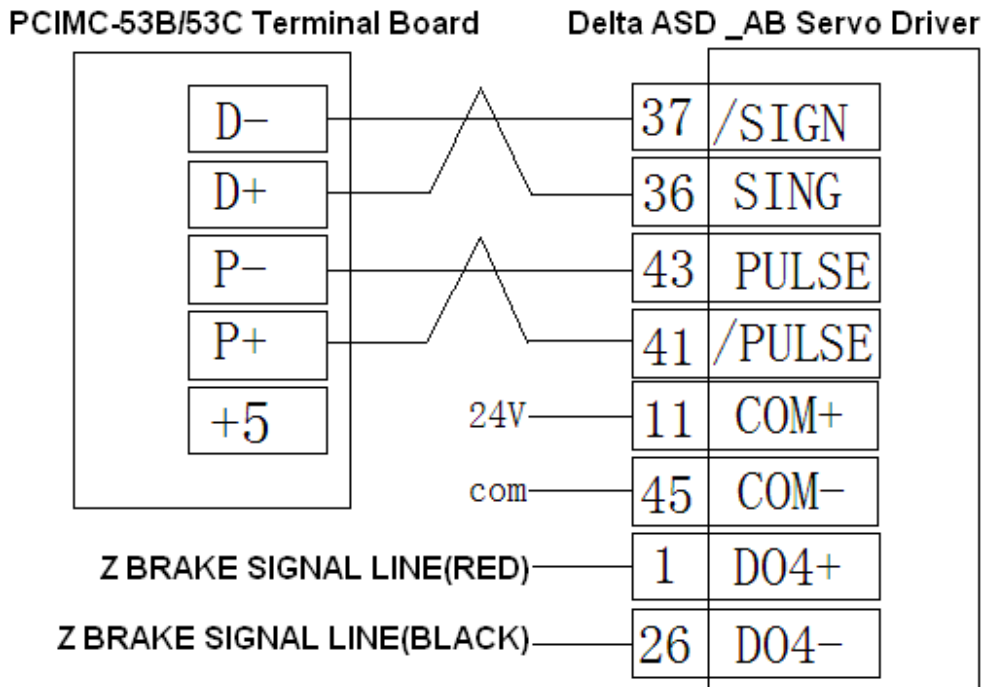 PCIMC-53B/53C Terminal Board
Delta ASD _AB Servo Driver
D- 37 /SIGN
D+ 36 SING
P- 43 PULSE
P+ 41 /PULSE
+5 24V 11 COM+
com 45 COM-
Z BRAKE SIGNAL LINE(RED) 1 DO4+
Z BRAKE SIGNAL LINE(BLACK) 26 DO4-